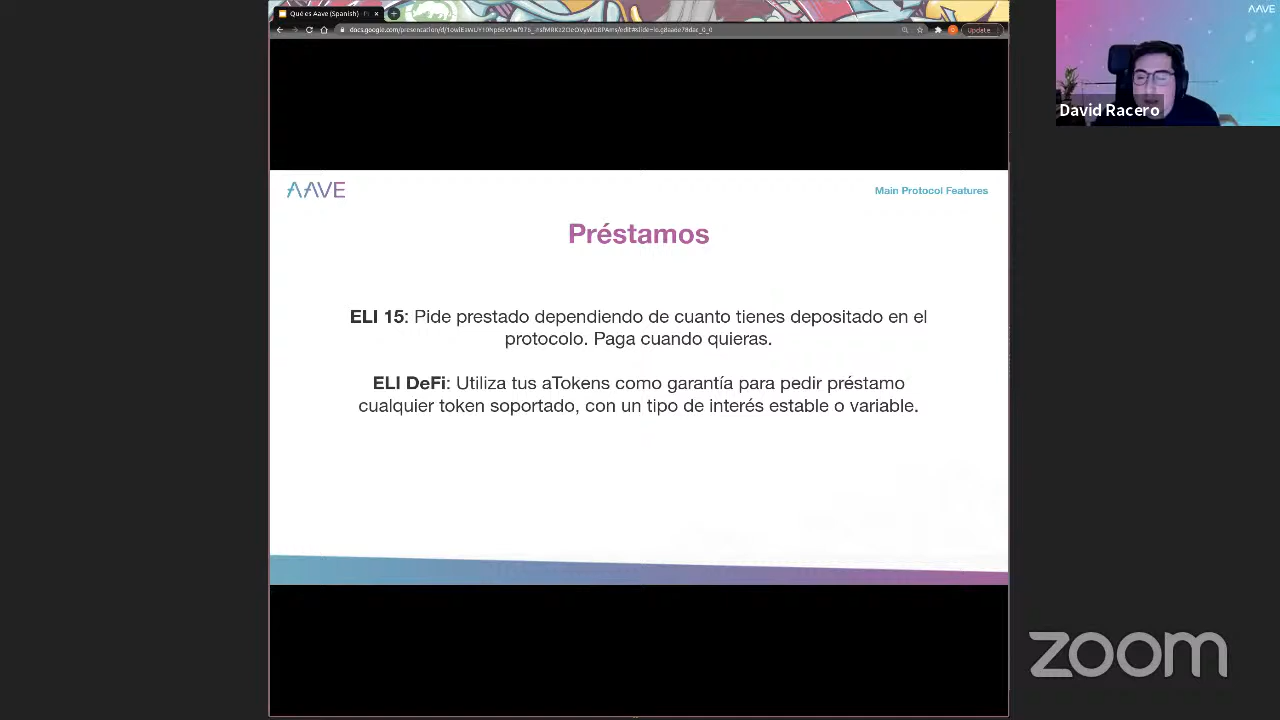 Qué es Aave (Spanish)
Update
AAVE
David Racero
AAVE
Main Protocol Features
Préstamos
ELI 15: Pide prestado dependiendo de cuanto tienes depositado en el
protocolo. Paga cuando quieras.
ELI DeFi: Utiliza tus aTokens como garantía para pedir préstamo
cualquier token soportado, con un tipo de interés estable o variable.
zoom